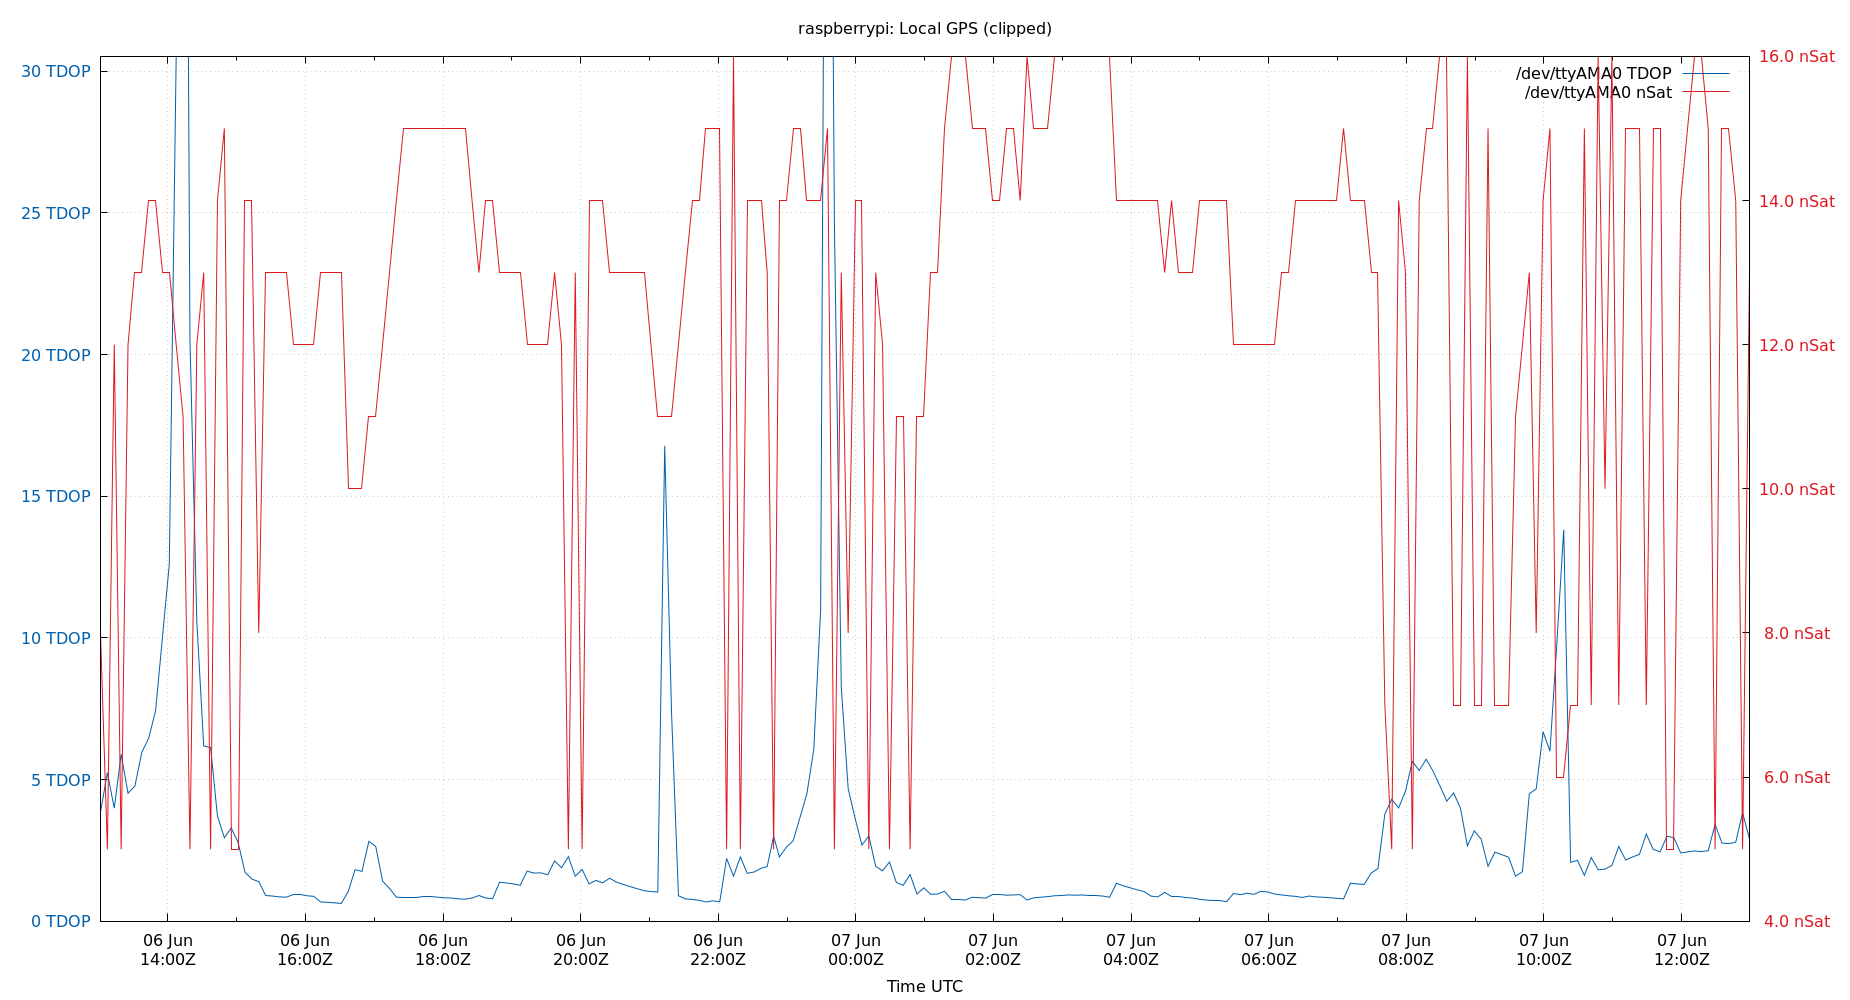 raspberrypi: Local GPS (clipped)
30 TDOP
25 TDOP
20 TDOP
15 TDOP
10 TDOP
5 TDOP
0 TDOP
16.0 nSat
14.0 nSat
12.0 nSat
10.0 nSat
8.0 nSat
6.0 nSat
4.0 nSat
/dev/ttyAMA0 TDOP
/dev/ttyAMA0 nSat
06 Jun
14:00Z
06 Jun
16:00Z
06 Jun
18:00Z
06 Jun
20:00Z
06 Jun
22:00Z
07 Jun
00:00Z
07 Jun
02:00Z
07 Jun
04:00Z
07 Jun
06:00Z
07 Jun
08:00Z
07 Jun
10:00Z
07 Jun
12:00Z
Time UTC